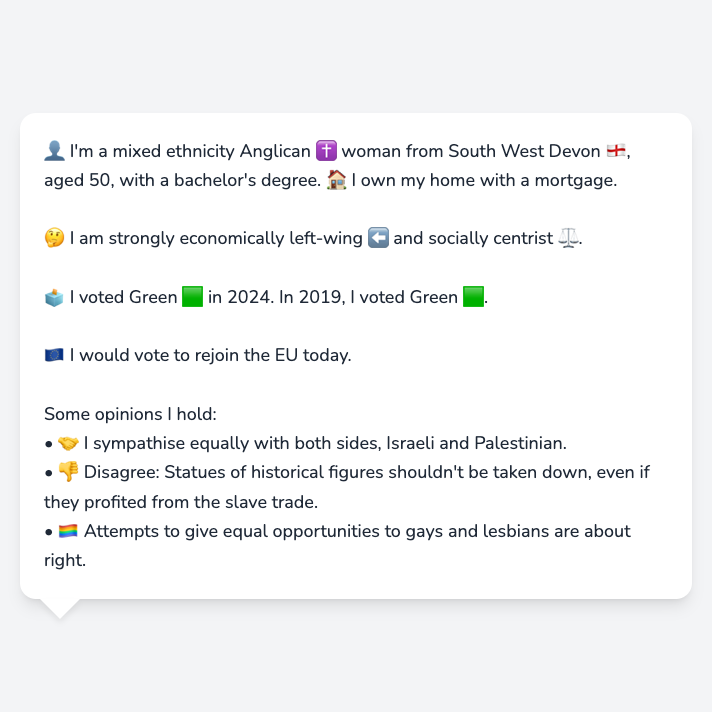 👤 I'm a mixed ethnicity Anglican ✝️ woman from South West Devon 🏴󠁧󠁢󠁥󠁮󠁧󠁿,
aged 50, with a bachelor's degree. 🏠 I own my home with a mortgage.
🤔 I am strongly economically left-wing ⬅️ and socially centrist ⚖️.
🗳️ I voted Green 🟩 in 2024. In 2019, I voted Green 🟩.
🇪🇺 I would vote to rejoin the EU today.
Some opinions I hold:
• 🤝 I sympathise equally with both sides, Israeli and Palestinian.
• 👎 Disagree: Statues of historical figures shouldn't be taken down, even if
they profited from the slave trade.
• 🏳️‍🌈 Attempts to give equal opportunities to gays and lesbians are about
right.